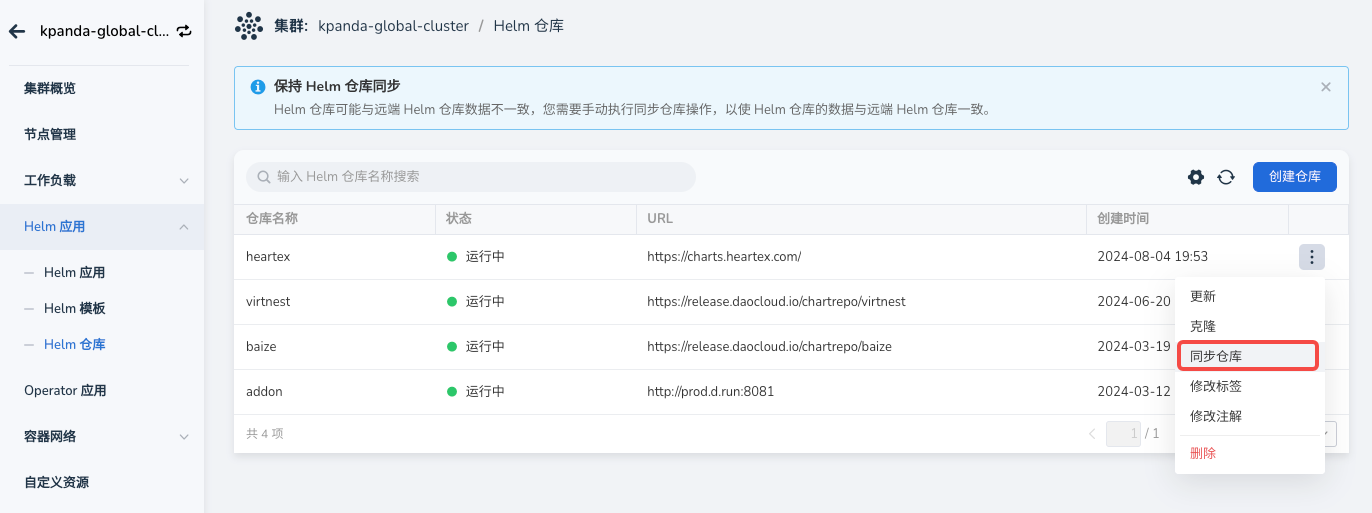 kpanda-global-cl...
集群概览
节点管理
工作负载
Helm 应用
Helm 应用
Helm 模板
Helm 仓库
Operator 应用
容器网络
自定义资源
集群: kpanda-global-cluster / Helm 仓库
保持 Helm 仓库同步
Helm 仓库可能与远端 Helm 仓库数据不一致，您需要手动执行同步仓库操作，以使 Helm 仓库的数据与远端 Helm 仓库一致。
输入 Helm 仓库名称搜索
创建仓库
仓库名称 状态 URL 创建时间
heartex 运行中 https://charts.heartex.com/ 2024-08-04 19:53
virtnest 运行中 https://release.daocloud.io/chartrepo/virtnest 2024-06-20
baize 运行中 https://release.daocloud.io/chartrepo/baize 2024-03-19
addon 运行中 http://prod.d.run:8081 2024-03-12
共 4 项 1 / 1
更新
克隆
同步仓库
修改标签
修改注解
删除